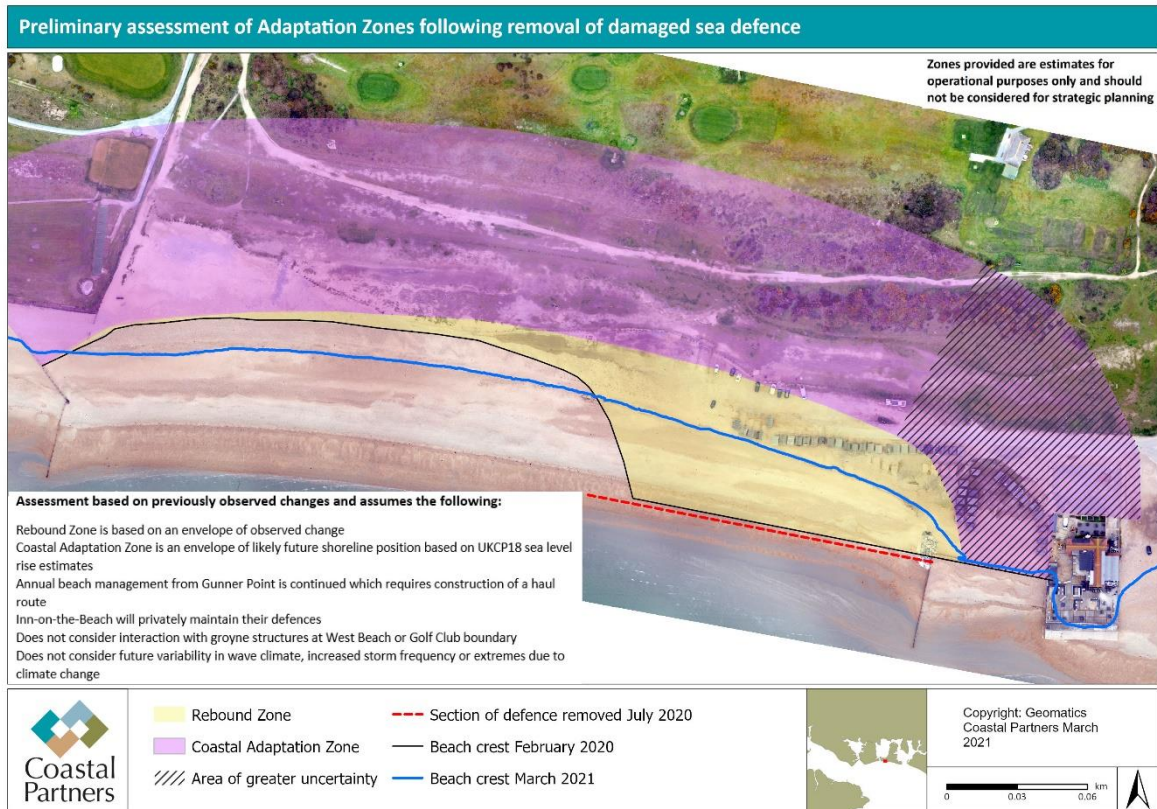 Preliminary assessment of Adaptation Zones following removal of damaged sea defence
Zones provided are estimates for
operational purposes only and should
not be considered for strategic planning
Assessment based on previously observed changes and assumes the following:
Rebound Zone is based on an envelope of observed change
Coastal Adaptation Zone is an envelope of likely future shoreline position based on UKCP18 sea level
rise estimates
Annual beach management from Gunner Point is continued which requires construction of a haul
route
Inn-on-the-Beach will privately maintain their defences
Does not consider interaction with groyne structures at West Beach or Golf Club boundary
Does not consider future variability in wave climate, increased storm frequency or extremes due to
climate change
Coastal
Partners
Rebound Zone
Coastal Adaptation Zone
Area of greater uncertainty
Section of defence removed July 2020
Beach crest February 2020
Beach crest March 2021
Copyright: Geomatics
Coastal Partners March
2021
km
0 0.03 0.06